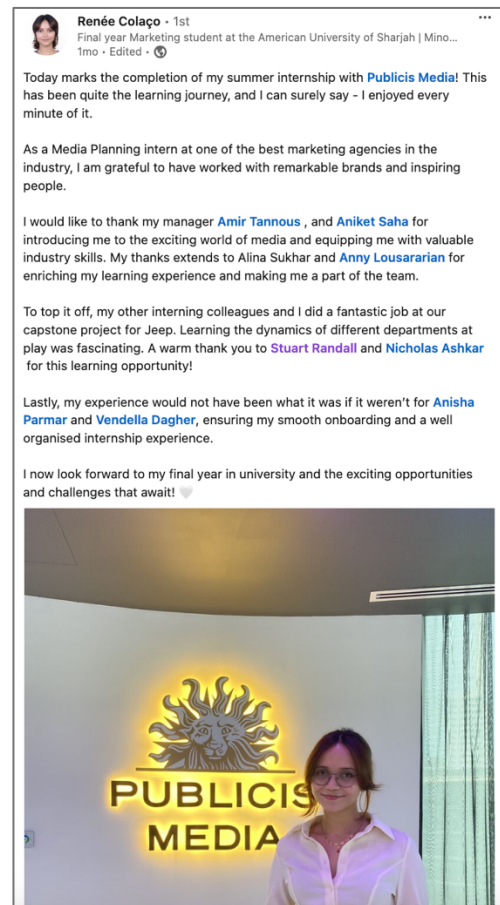 Renée Colaço • 1st
Final year Marketing student at the American University of Sharjah | Mino...
1mo • Edited •
Today marks the completion of my summer internship with Publicis Media! This
has been quite the learning journey, and I can surely say - I enjoyed every
minute of it.
As a Media Planning intern at one of the best marketing agencies in the
industry, I am grateful to have worked with remarkable brands and inspiring
people.
I would like to thank my manager Amir Tannous , and Aniket Saha for
introducing me to the exciting world of media and equipping me with valuable
industry skills. My thanks extends to Alina Sukhar and Anny Lousararian for
enriching my learning experience and making me a part of the team.
To top it off, my other interning colleagues and I did a fantastic job at our
capstone project for Jeep. Learning the dynamics of different departments at
play was fascinating. A warm thank you to Stuart Randall and Nicholas Ashkar
for this learning opportunity!
Lastly, my experience would not have been what it was if it weren't for Anisha
Parmar and Vendella Dagher, ensuring my smooth onboarding and a well
organised internship experience.
I now look forward to my final year in university and the exciting opportunities
and challenges that await! 🤍
PUBLICIS
MEDIA